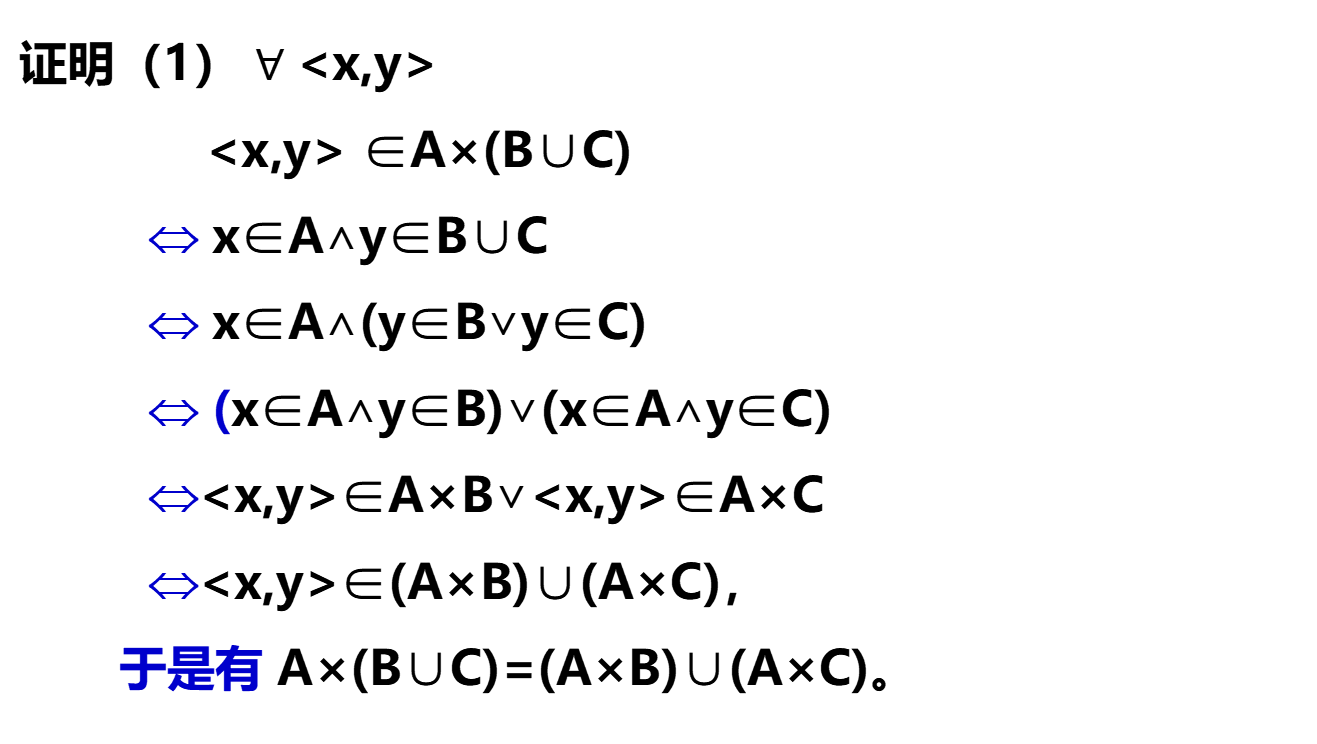 证明（1） ∀ <x,y>
<x,y> ∈A×(B∪C)
⇔ x∈A∧y∈B∪C
⇔ x∈A∧(y∈B∨y∈C)
⇔ (x∈A∧y∈B)∨(x∈A∧y∈C)
⇔<x,y>∈A×B∨<x,y>∈A×C
⇔<x,y>∈(A×B)∪(A×C)，
于是有 A×(B∪C)=(A×B)∪(A×C)。